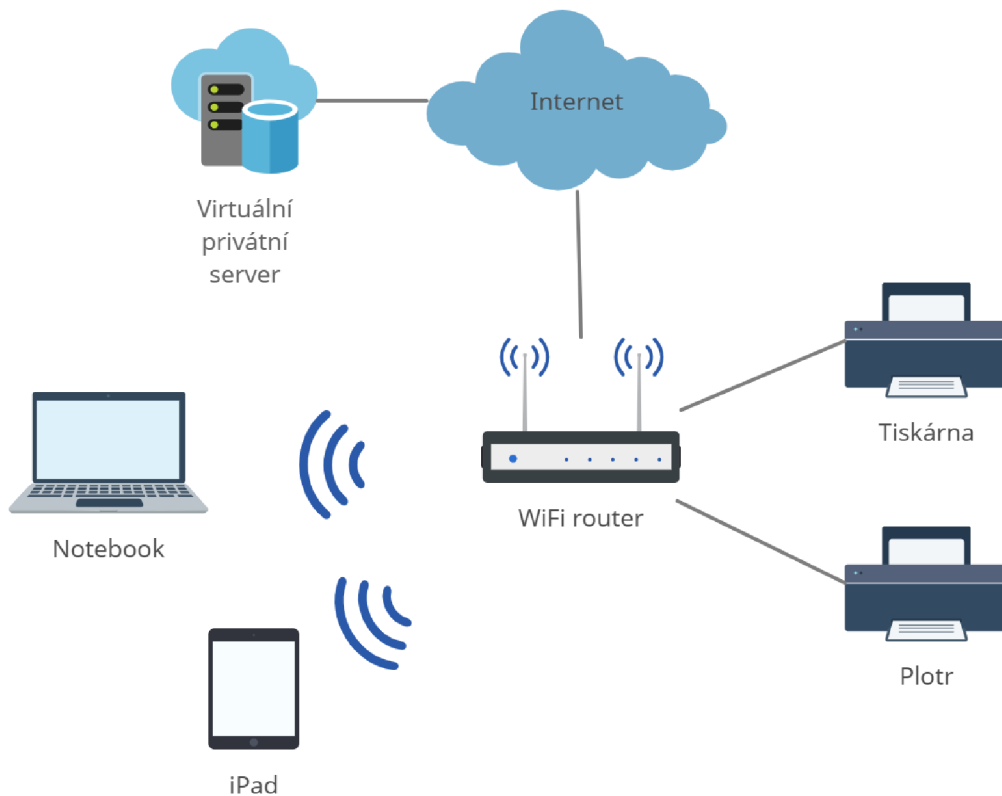 Internet
Virtuální
privátní
server
Tiskárna
WiFi router
Notebook
Plotr
iPad